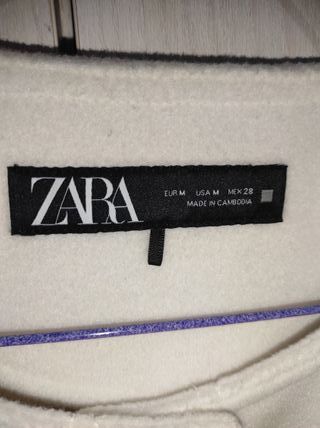 ZARA
EUR M USA M MEX 28
MADE IN CAMBODIA